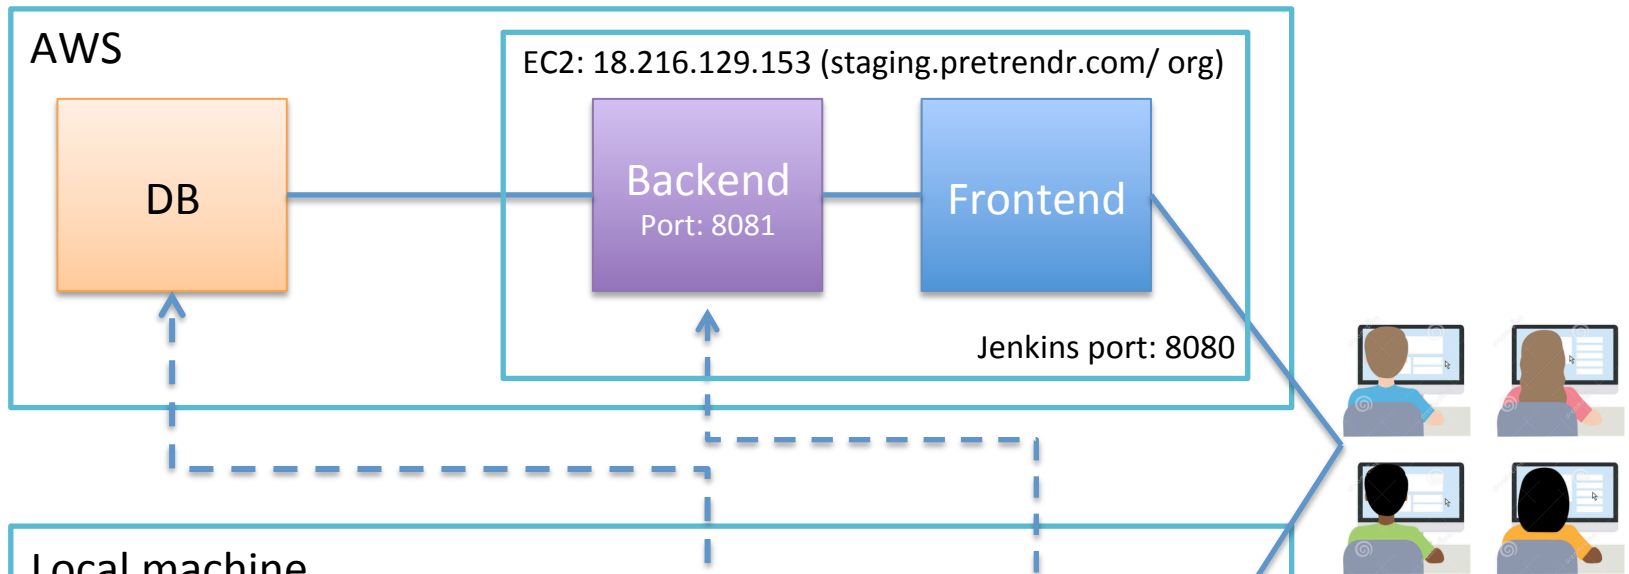 AWS
EC2: 18.216.129.153 (staging.pretrendr.com/ org)
DB
Backend
Port: 8081
Frontend
Jenkins port: 8080
Local machine